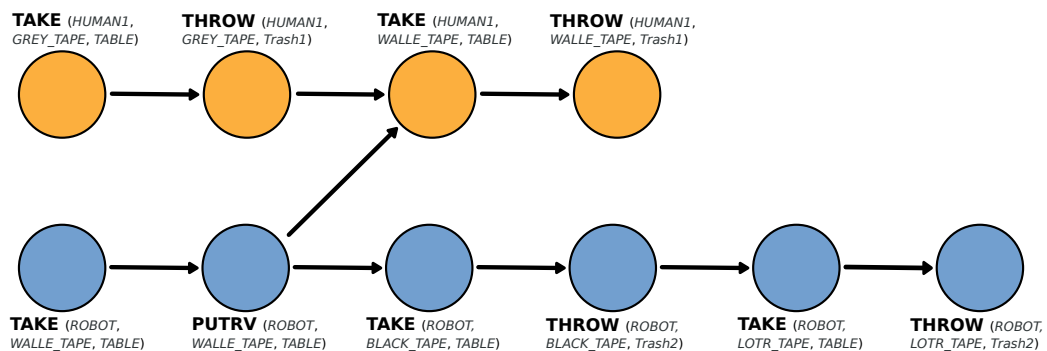 TAKE (HUMAN1,
GREY_TAPE, TABLE)
THROW (HUMAN1,
GREY_TAPE, Trash1)
TAKE (HUMAN1,
WALLE_TAPE, TABLE)
THROW (HUMAN1,
WALLE_TAPE, Trash1)
TAKE (ROBOT,
WALLE_TAPE, TABLE)
PUTRV (ROBOT,
WALLE_TAPE, TABLE)
TAKE (ROBOT,
BLACK_TAPE, TABLE)
THROW (ROBOT,
BLACK_TAPE, Trash2)
TAKE (ROBOT,
LOTR_TAPE, TABLE)
THROW (ROBOT,
LOTR_TAPE, Trash2)